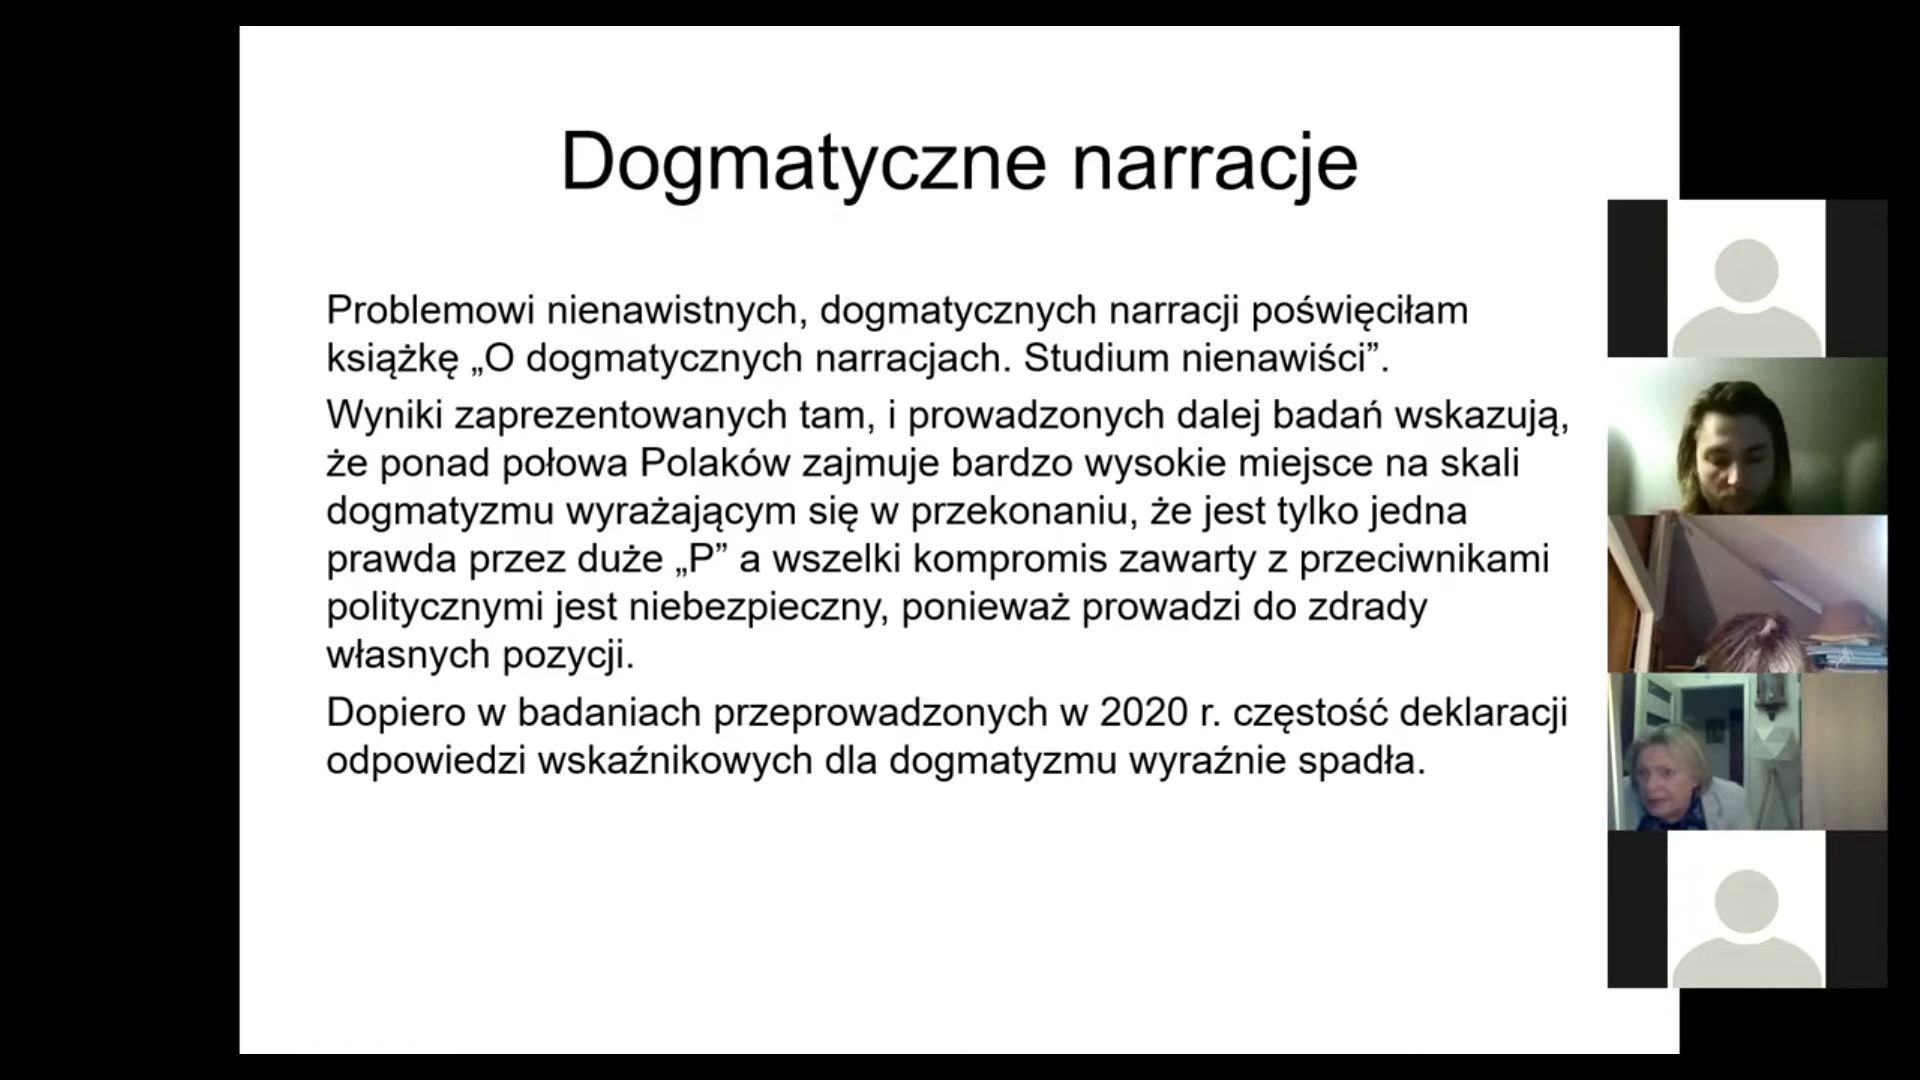 Dogmatyczne narracje
Problemowi nienawistnych, dogmatycznych narracji poświęciłam
książkę „O dogmatycznych narracjach. Studium nienawiści”.
Wyniki zaprezentowanych tam, i prowadzonych dalej badań wskazują,
że ponad połowa Polaków zajmuje bardzo wysokie miejsce na skali
dogmatyzmu wyrażającym się w przekonaniu, że jest tylko jedna
prawda przez duże „P” a wszelki kompromis zawarty z przeciwnikami
politycznymi jest niebezpieczny, ponieważ prowadzi do zdrady
własnych pozycji.
Dopiero w badaniach przeprowadzonych w 2020 r. częstość deklaracji
odpowiedzi wskaźnikowych dla dogmatyzmu wyraźnie spadła.